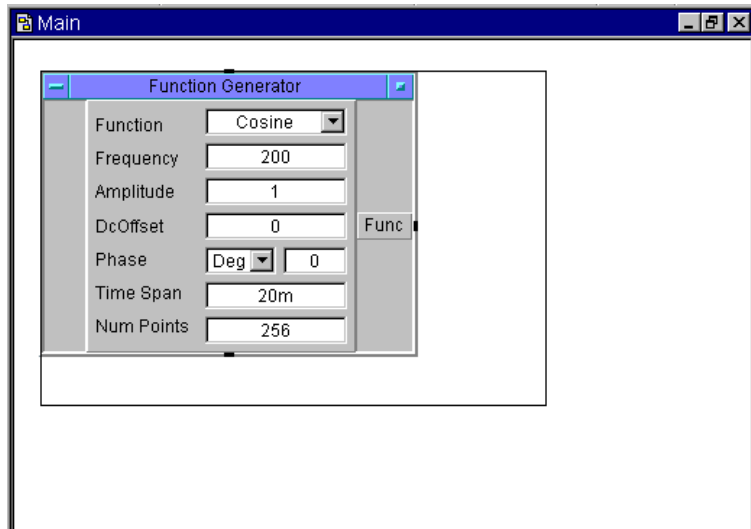 Main
Function Generator
Function Cosine
Frequency 200
Amplitude 1
DcOffset 0 Func
Phase Deg 0
Time Span 20m
Num Points 256